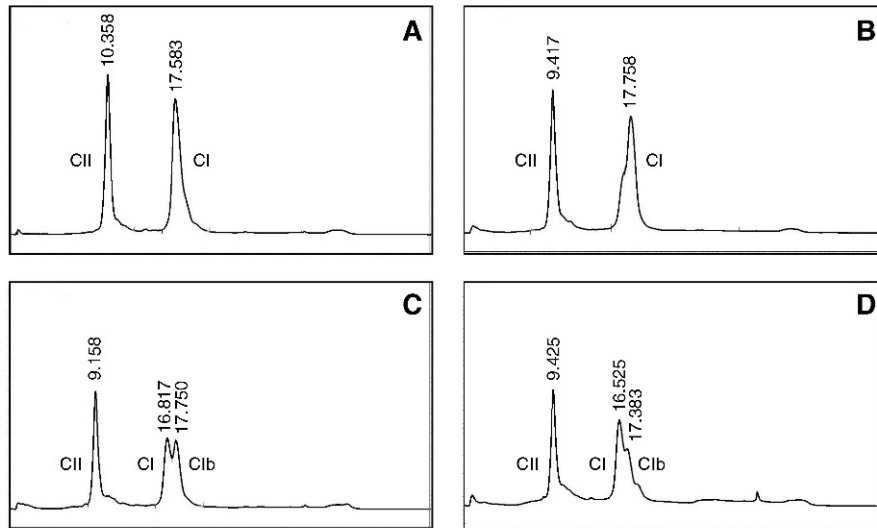 A
10.358
17.583
CII
CI
B
9.417
17.758
CII
CI
C
9.158
16.817
17.750
CII
CI
CIb
D
9.425
16.525
17.383
CII
CI
CIb